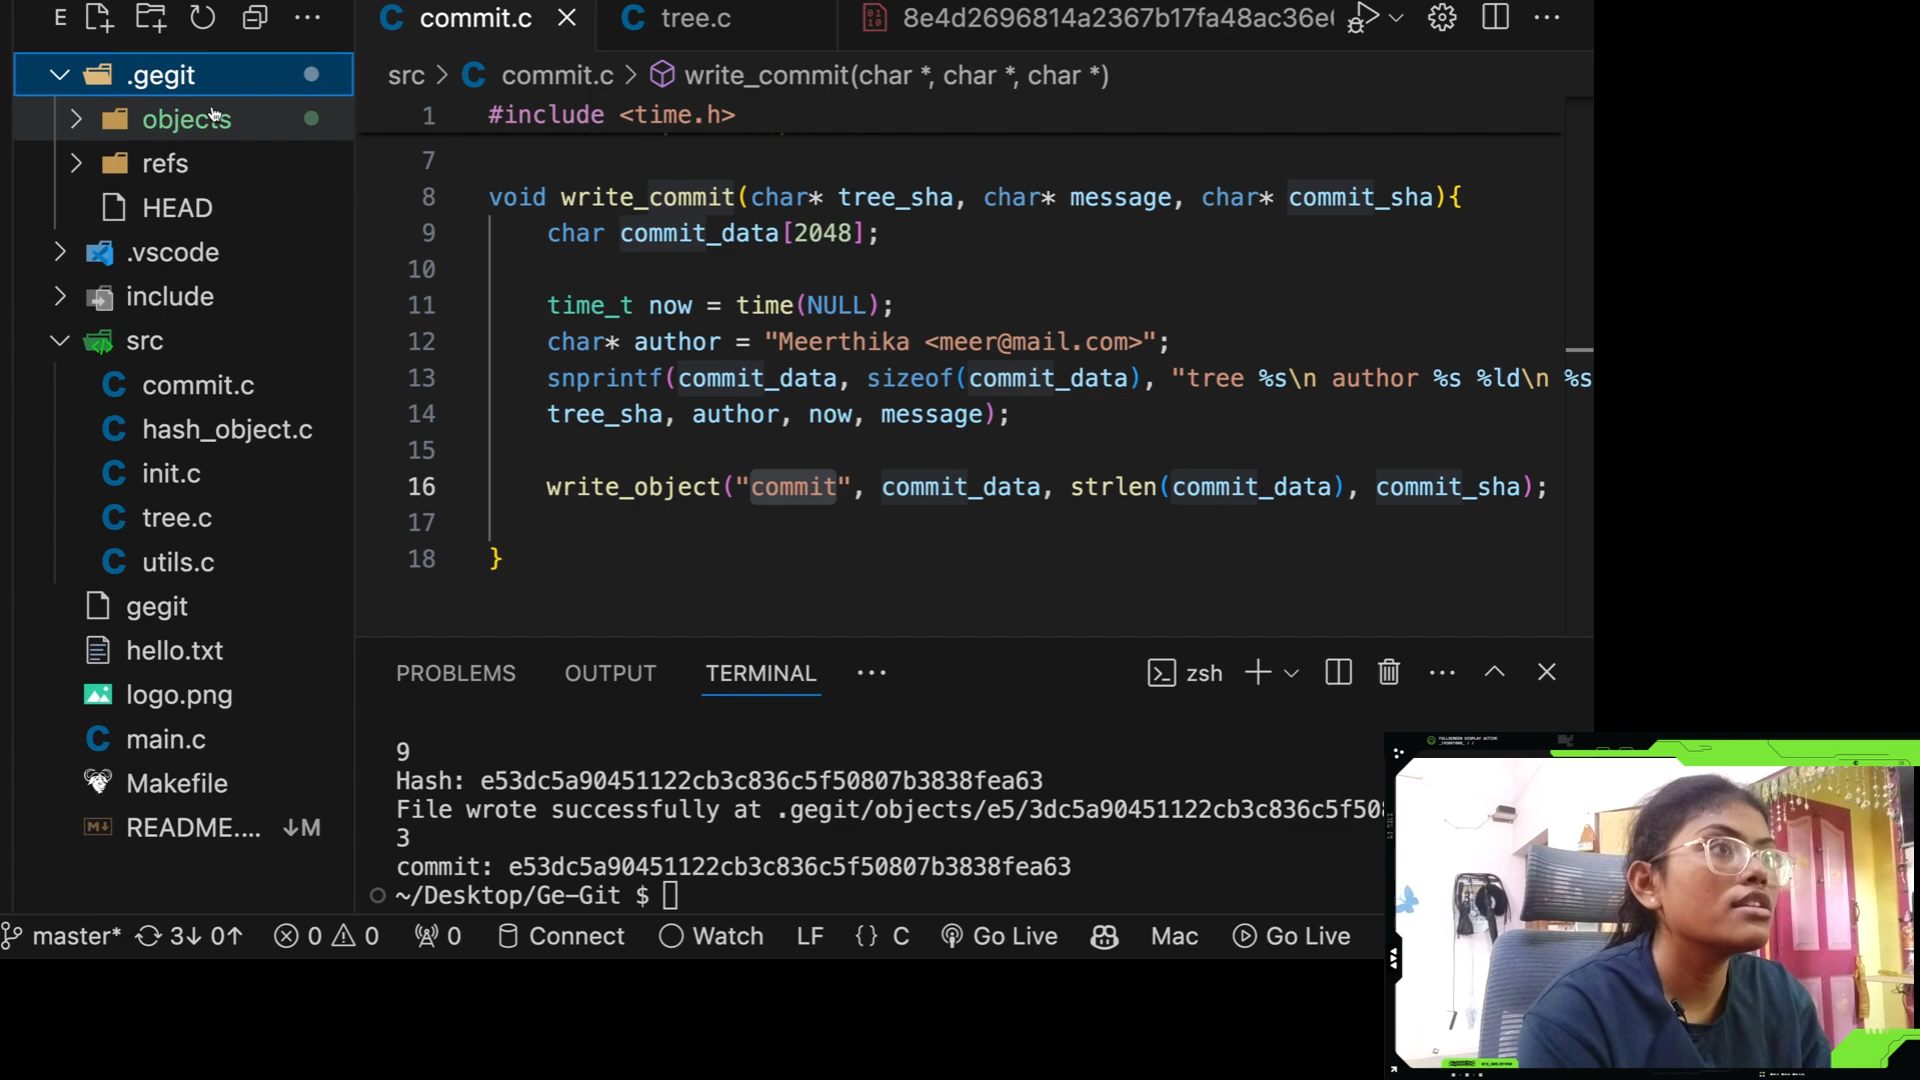 E
commit.c
tree.c
8e4d2696814a2367b17fa48ac36e
.gegit
objects
refs
HEAD
.vscode
include
src
commit.c
hash_object.c
init.c
tree.c
utils.c
gegit
hello.txt
logo.png
main.c
Makefile
README.... ↓M
src > commit.c > write_commit(char *, char *, char *)
1 #include <time.h>
7
8 void write_commit(char* tree_sha, char* message, char* commit_sha){
9 char commit_data[2048];
10
11 time_t now = time(NULL);
12 char* author = "Meerthika <meer@mail.com>";
13 snprintf(commit_data, sizeof(commit_data), "tree %s\n author %s %ld\n %s
14 tree_sha, author, now, message);
15
16 write_object("commit", commit_data, strlen(commit_data), commit_sha);
17
18 }
PROBLEMS OUTPUT TERMINAL ... zsh
9
Hash: e53dc5a90451122cb3c836c5f50807b3838fea63
File wrote successfully at .gegit/objects/e5/3dc5a90451122cb3c836c5f508
3
commit: e53dc5a90451122cb3c836c5f50807b3838fea63
~/Desktop/Ge-Git $
master* 3↓ 0↑ 0 0 0 Connect Watch LF {} C Go Live Mac Go Live